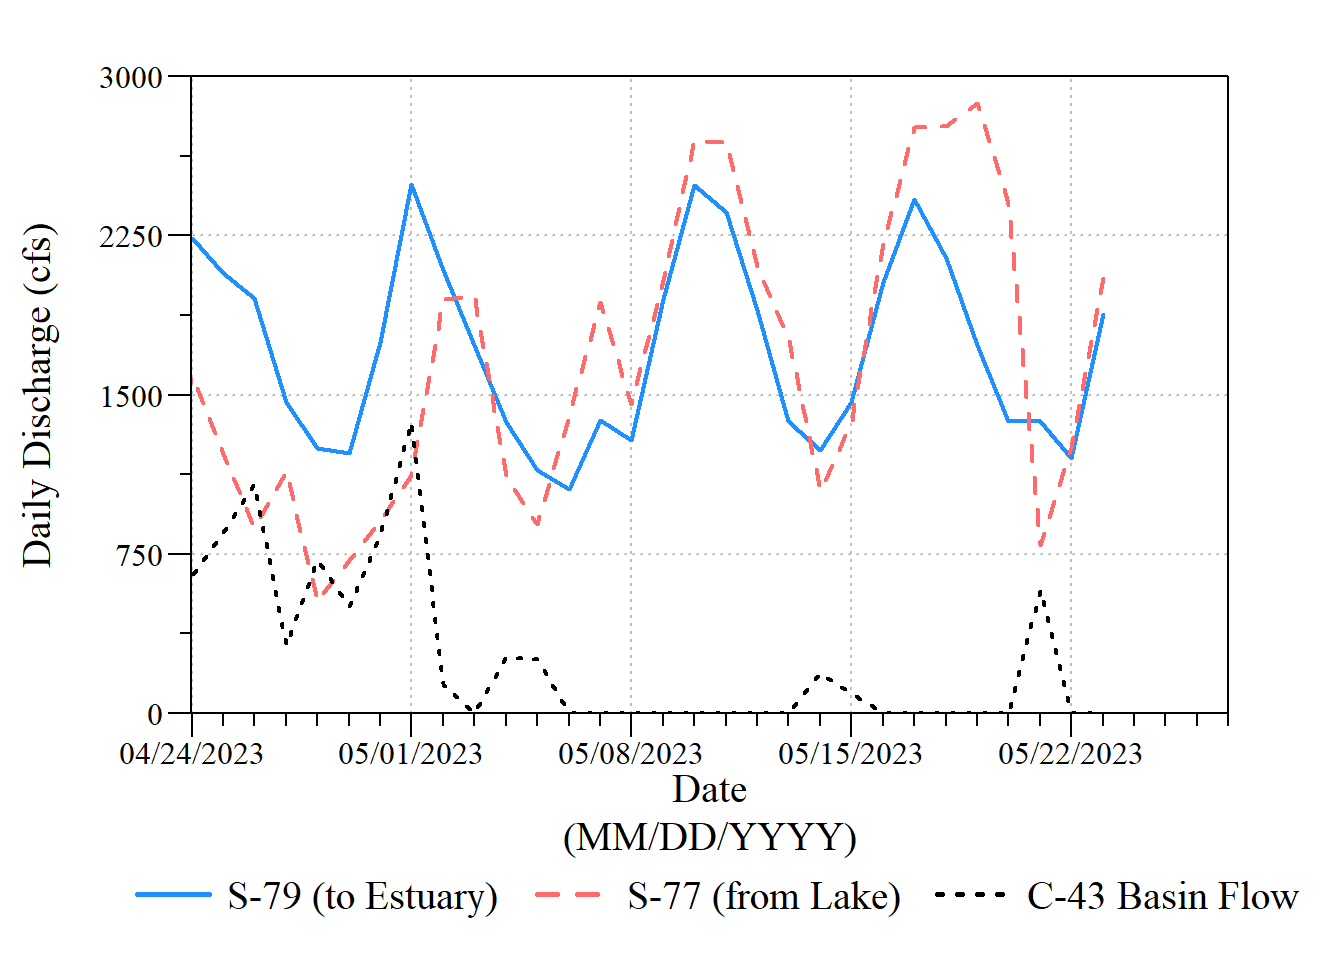 3000
2250
1500
750
0
Daily Discharge (cfs)
04/24/2023 05/01/2023 05/08/2023 05/15/2023 05/22/2023
Date
(MM/DD/YYYY)
S-79 (to Estuary) S-77 (from Lake) C-43 Basin Flow